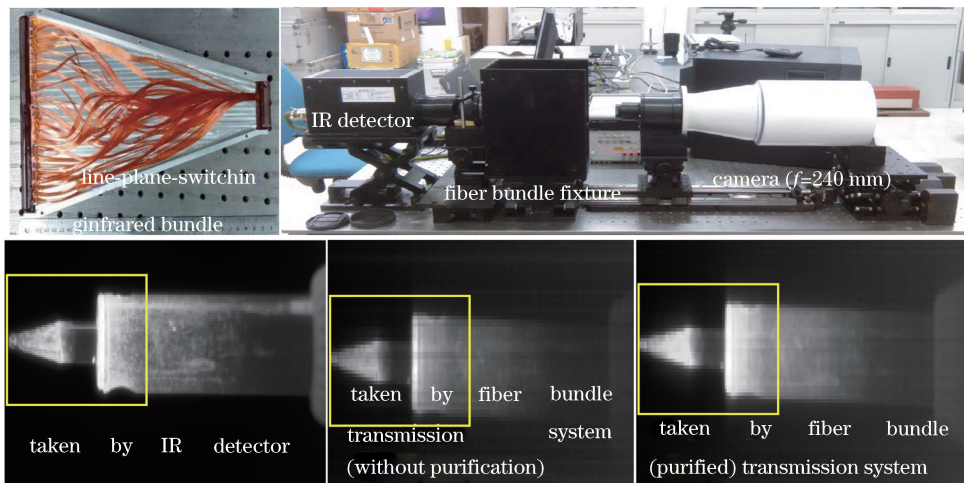 line-plane-switchin
ginfrared bundle
IR detector
fiber bundle fixture
camera (f=240 mm)
taken by IR detector
taken by fiber bundle
transmission system
(without purification)
taken by fiber bundle
(purified) transmission system